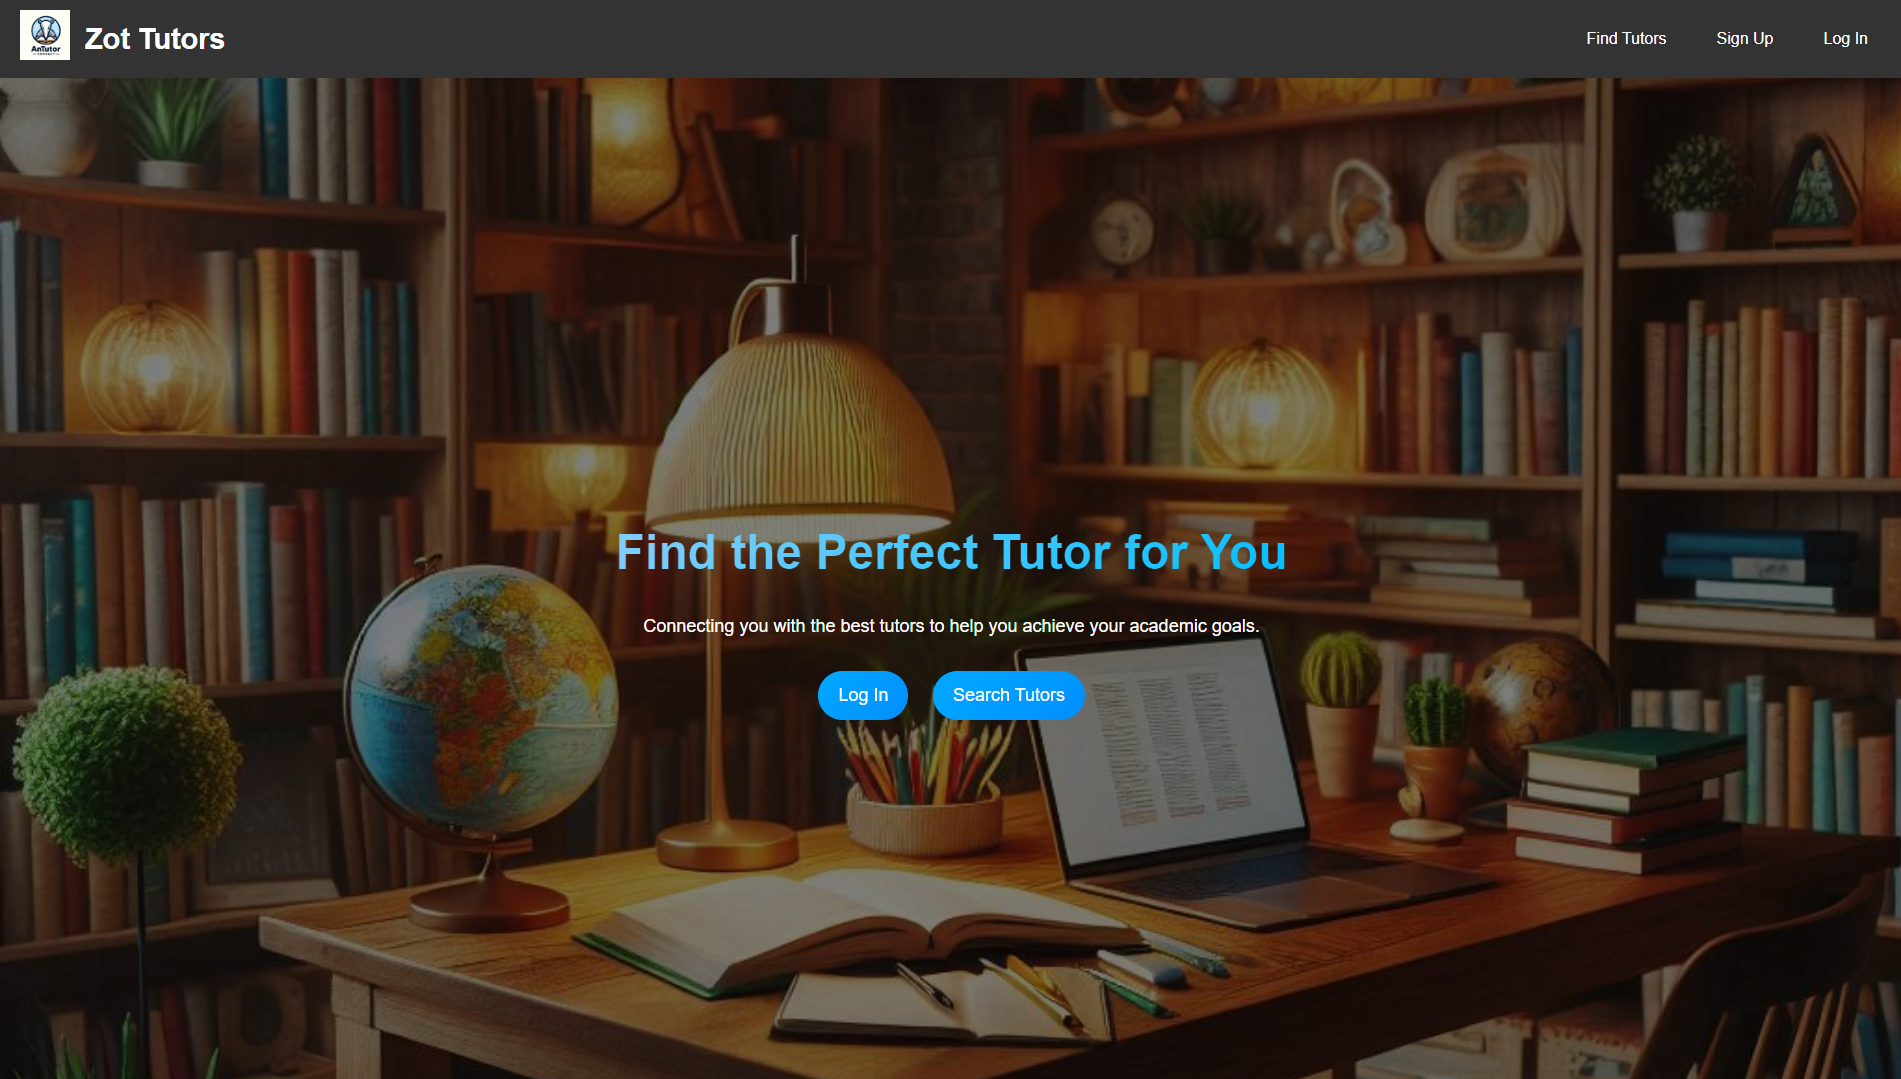 AnTutor
Zot Tutors
Find Tutors
Sign Up
Log In
Find the Perfect Tutor for You
Connecting you with the best tutors to help you achieve your academic goals.
Log In
Search Tutors